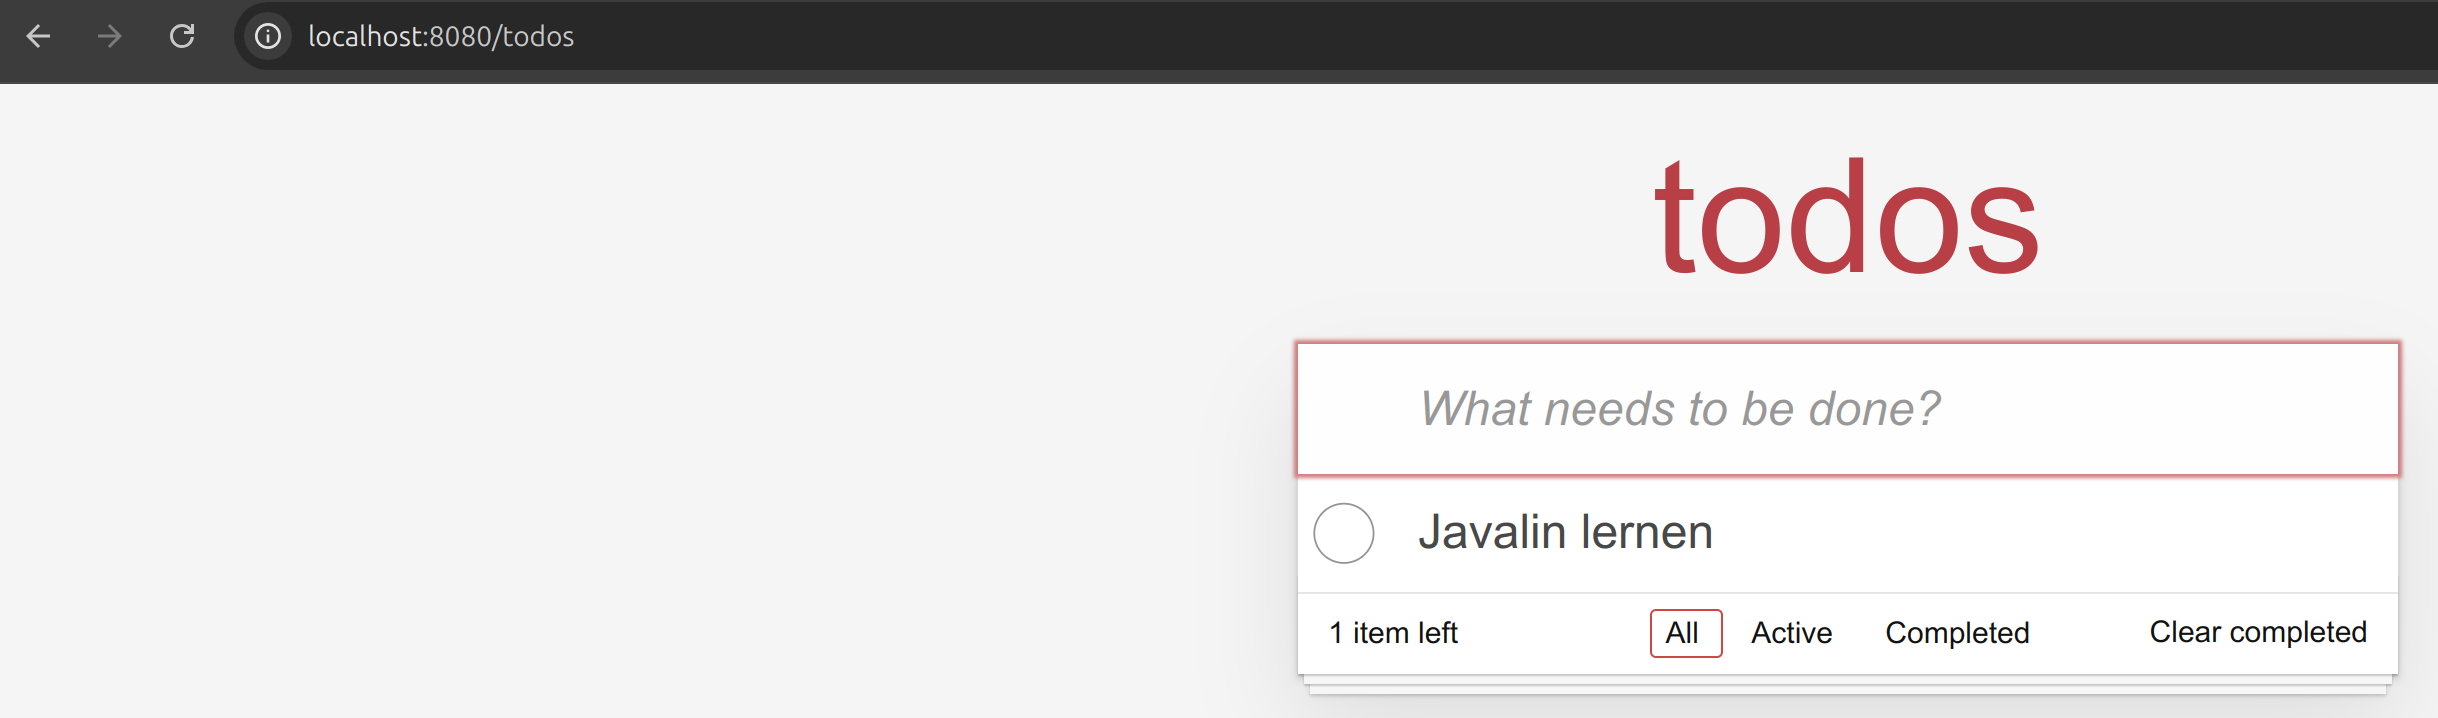 localhost:8080/todos
todos
What needs to be done?
Javalin lernen
1 item left All Active Completed Clear completed